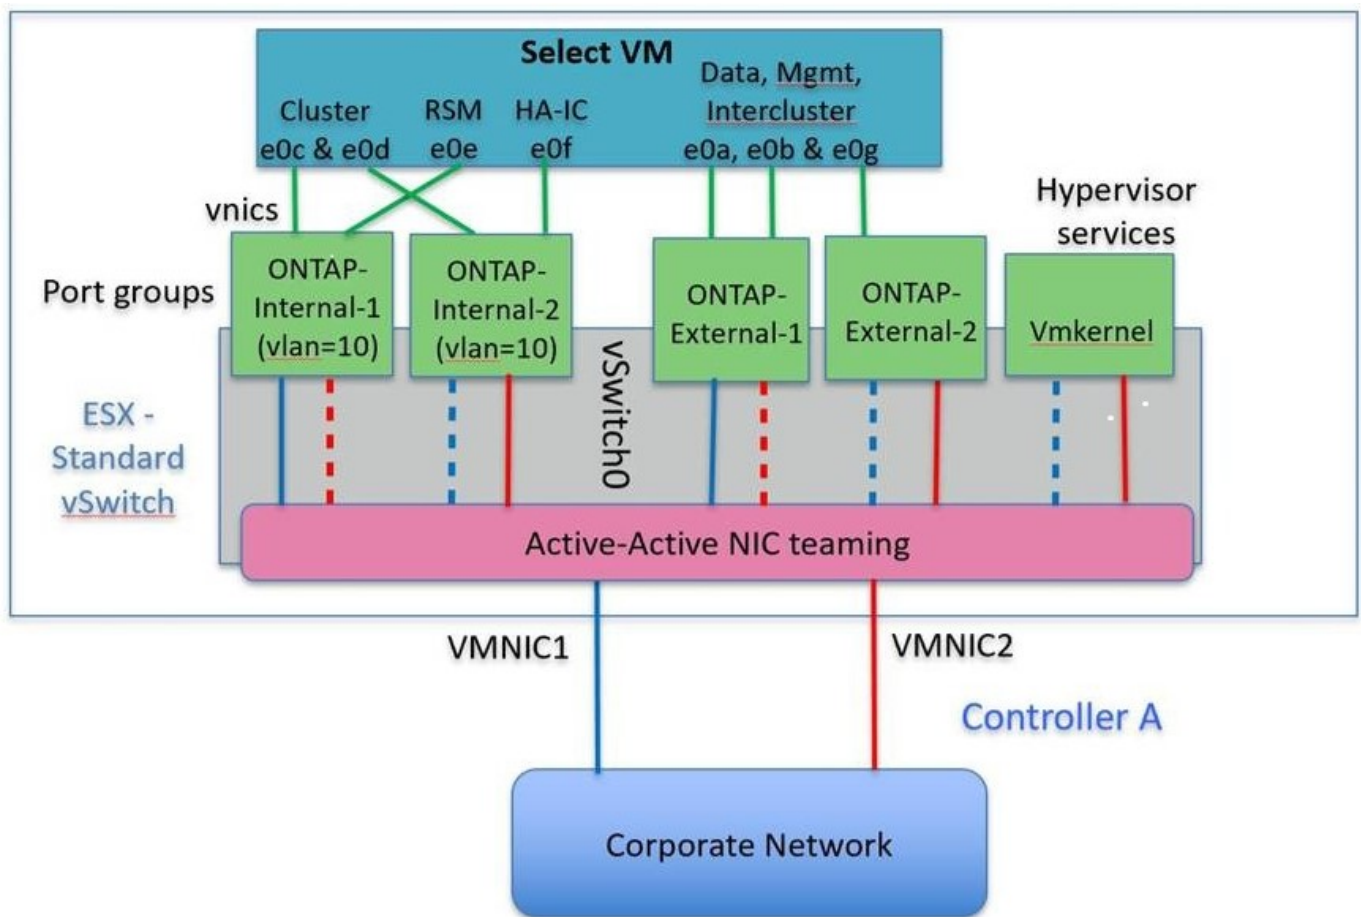 Select VM
Cluster
e0c & e0d
RSM
e0e
HA-IC
e0f
Data, Mgmt,
Intercluster
e0a, e0b & e0g
vnics
Hypervisor
services
Port groups
ONTAP-
Internal-1
(vlan=10)
ONTAP-
Internal-2
(vlan=10)
ONTAP-
External-1
ONTAP-
External-2
Vmkernel
vSwitch0
ESX -
Standard
vSwitch
Active-Active NIC teaming
VMNIC1
VMNIC2
Controller A
Corporate Network